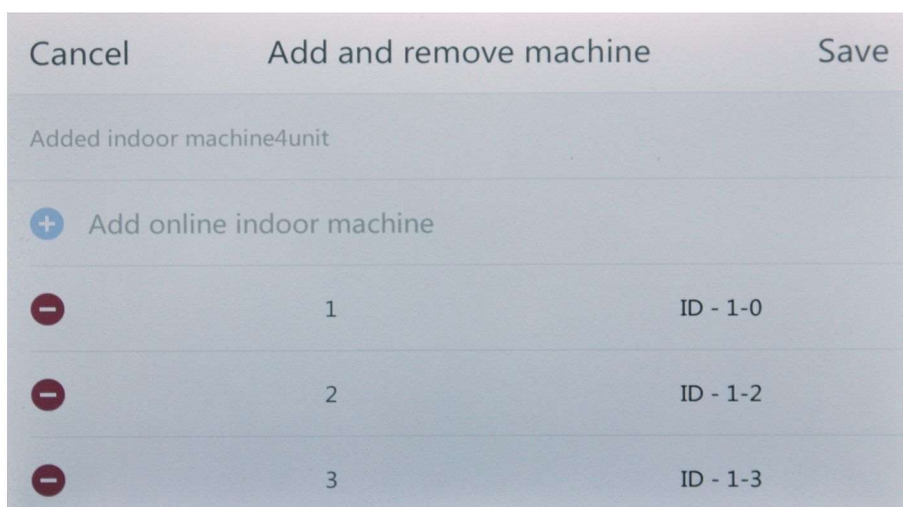 Cancel Add and remove machine Save
Added indoor machine4unit
Add online indoor machine
1 ID - 1-0
2 ID - 1-2
3 ID - 1-3